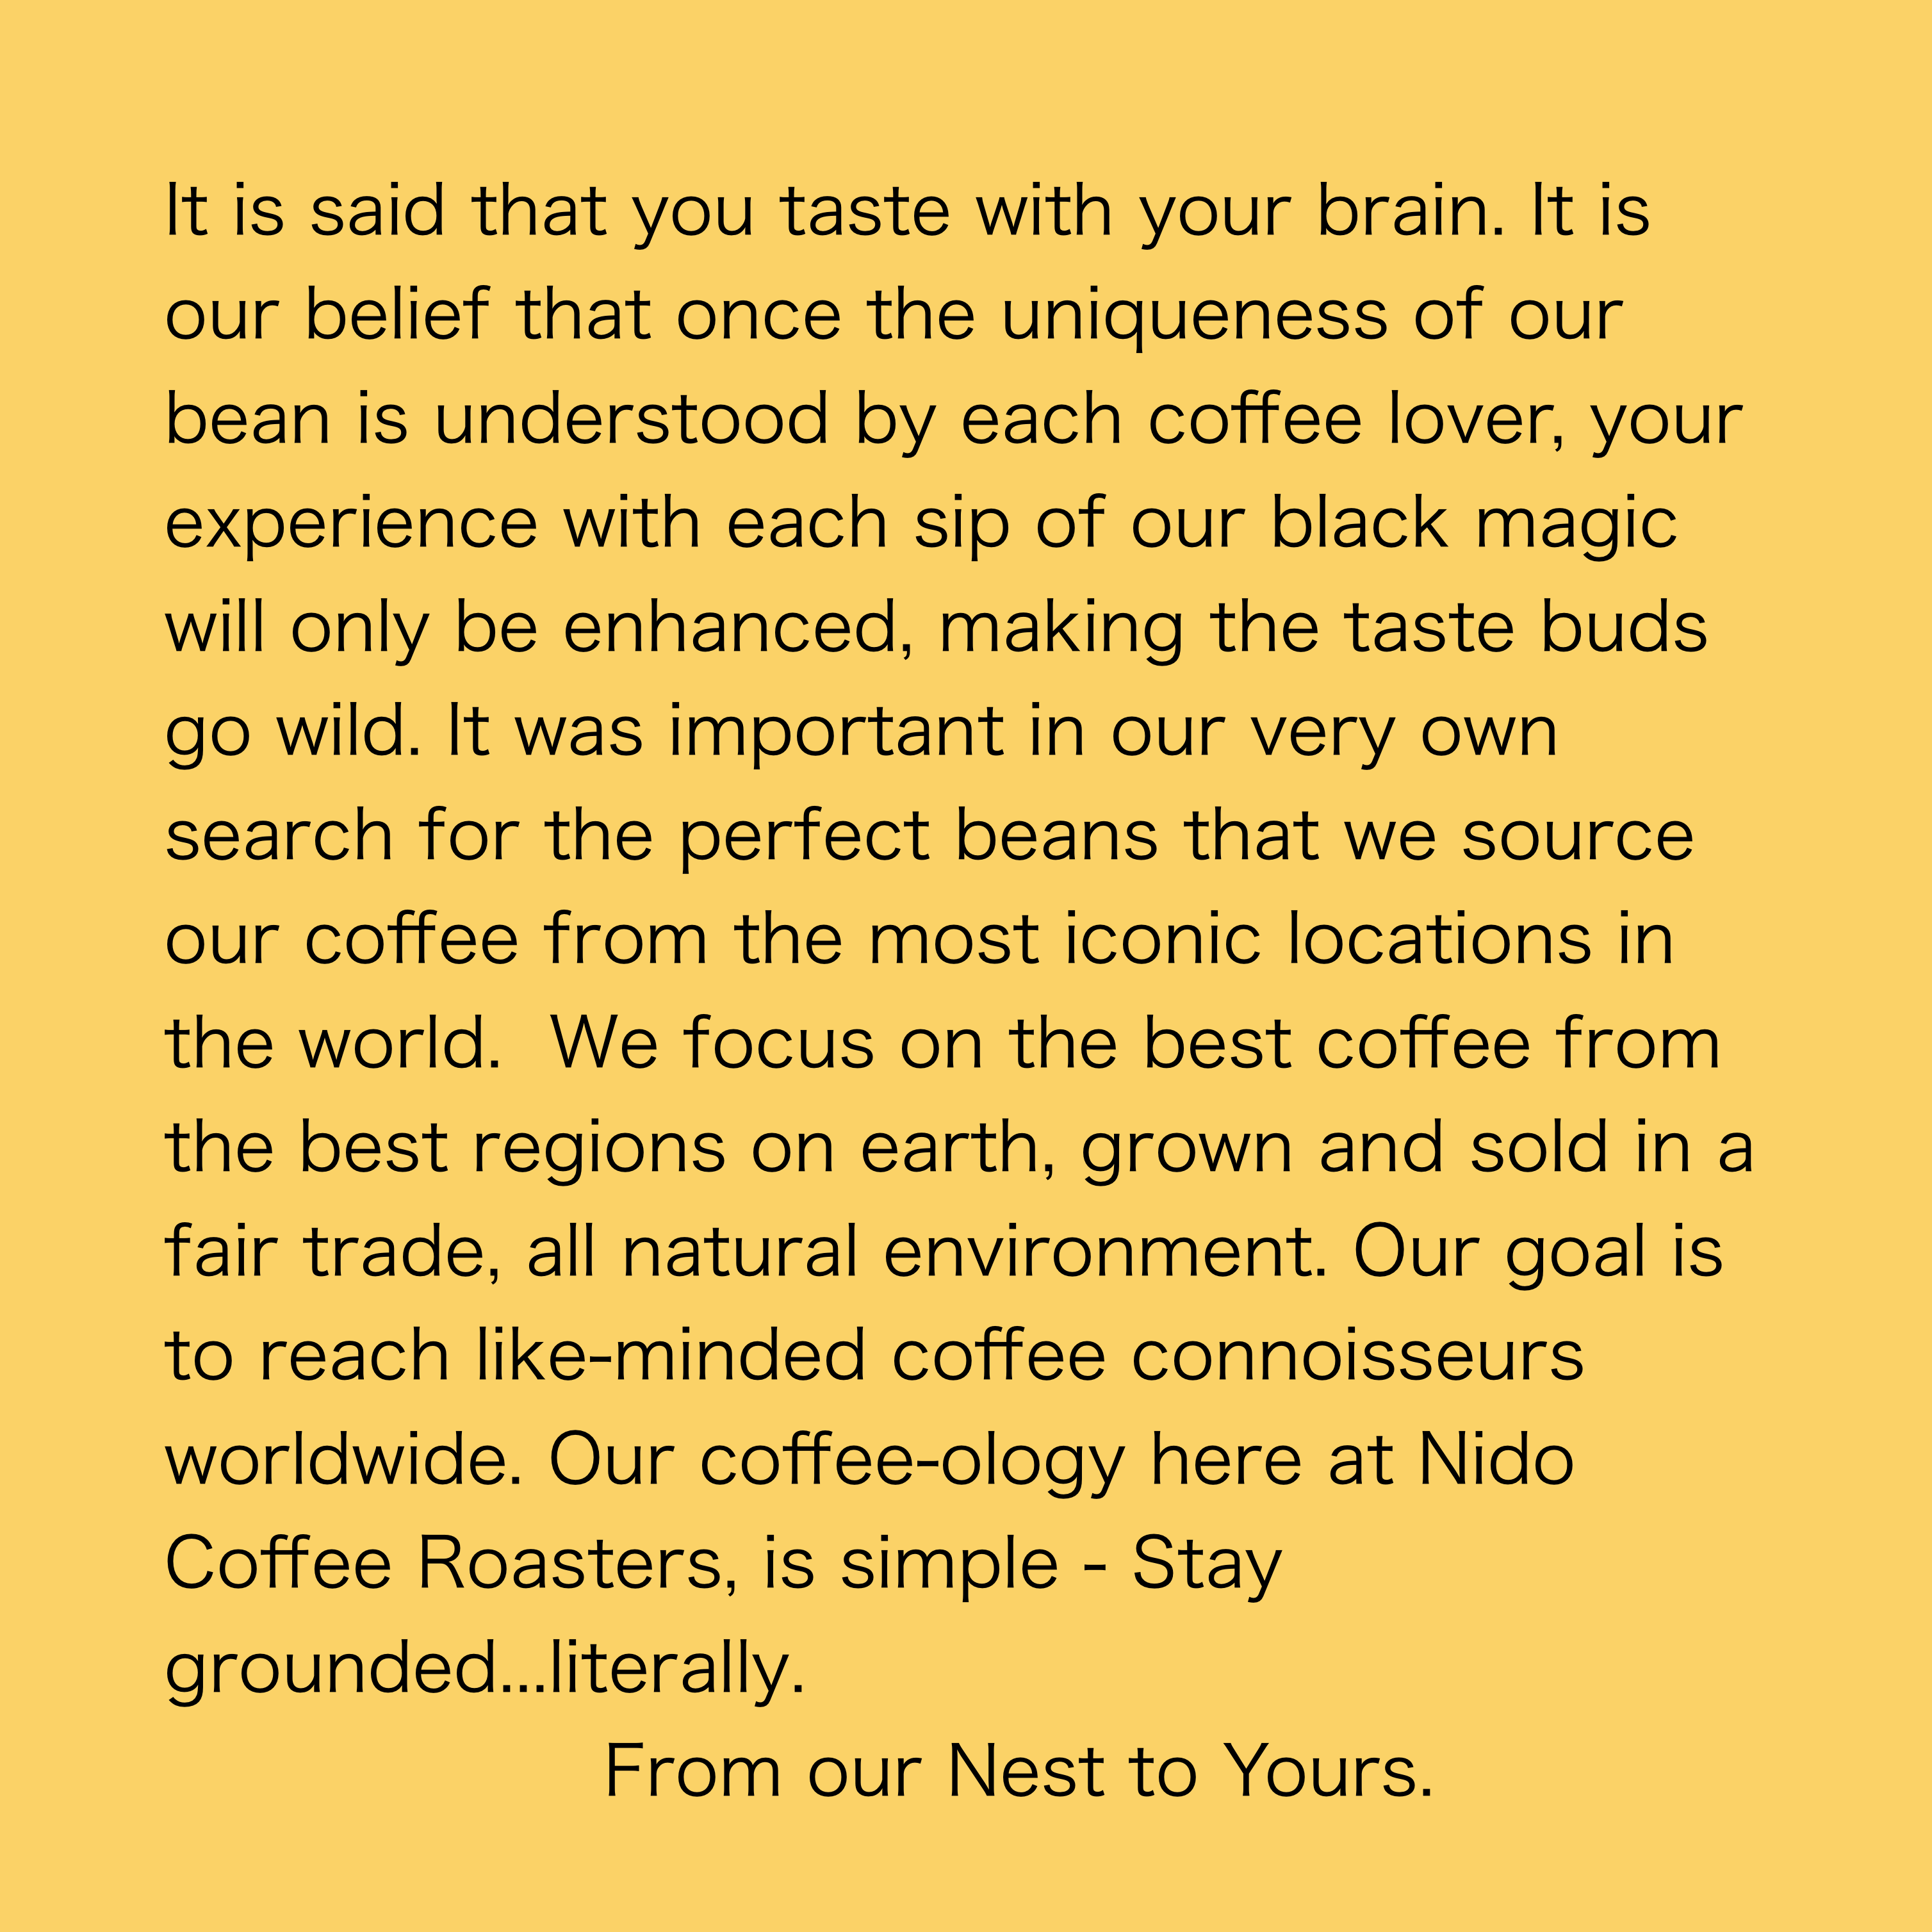 It is said that you taste with your brain. It is
our belief that once the uniqueness of our
bean is understood by each coffee lover, your
experience with each sip of our black magic
will only be enhanced, making the taste buds
go wild. It was important in our very own
search for the perfect beans that we source
our coffee from the most iconic locations in
the world.  We focus on the best coffee from
the best regions on earth, grown and sold in a
fair trade, all natural environment. Our goal is
to reach like-minded coffee connoisseurs
worldwide. Our coffee-ology here at Nido
Coffee Roasters, is simple - Stay
grounded...literally.
From our Nest to Yours.